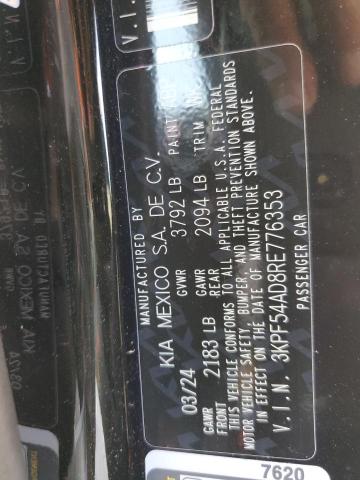 MANUFACTURED BY
KIA MEXICO S.A. DE C.V.
03/24 GVWR 3792 LB PAINT
GAWR FRONT 2183 LB GAWR REAR 2094 LB TRIM
THIS VEHICLE CONFORMS TO ALL APPLICABLE U.S.A. FEDERAL
MOTOR VEHICLE SAFETY, BUMPER, AND THEFT PREVENTION STANDARDS
IN EFFECT ON THE DATE OF MANUFACTURE SHOWN ABOVE.
V.I.N. 3KPF54AD8RE776353
PASSENGER CAR
V.I.N
7620